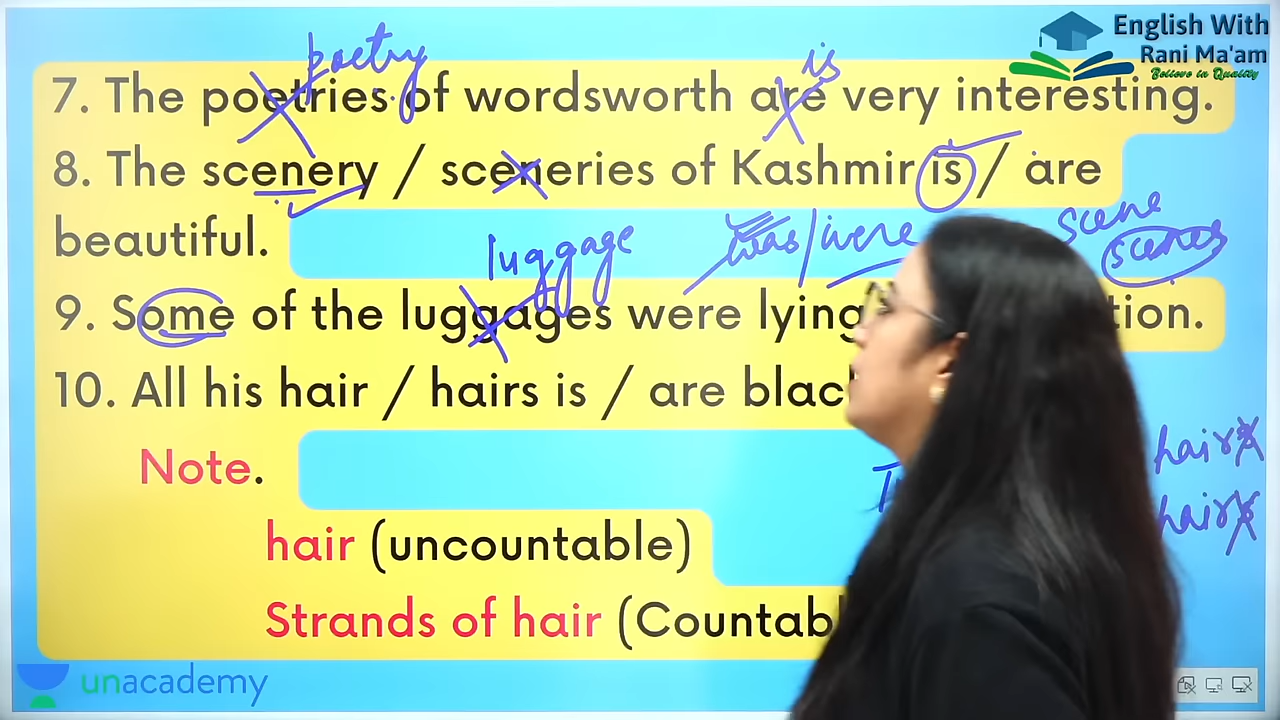 English With
Rani Ma'am
Believe in Quality
poetry
is
7. The poetries of wordsworth are very interesting.
8. The scenery / sceneries of Kashmir is / are
beautiful.
was/were
scene
scenes
luggage
9. Some of the luggages were lying tion.
10. All his hair / hairs is / are blac
hairs
Note.
hairs
hair (uncountable)
Strands of hair (Countab
unacademy